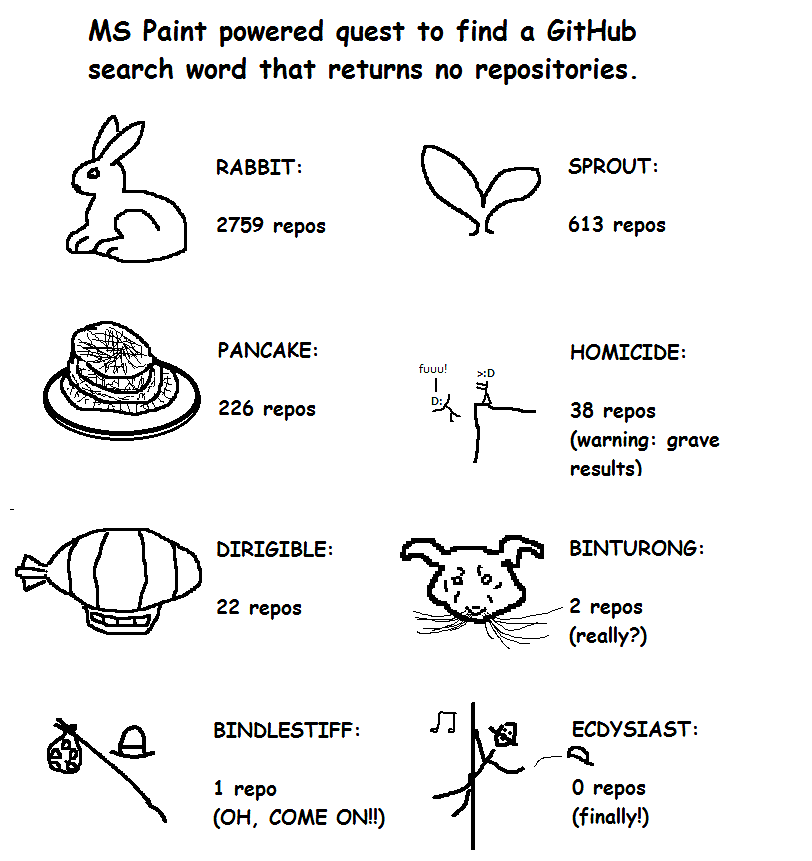 MS Paint powered quest to find a GitHub
search word that returns no repositories.
RABBIT:
2759 repos
SPROUT:
613 repos
PANCAKE:
226 repos
fuuu!
D:
>:D
HOMICIDE:
38 repos
(warning: grave
results)
DIRIGIBLE:
22 repos
BINTURONG:
2 repos
(really?)
BINDLESTIFF:
1 repo
(OH, COME ON!!)
ECDYSIAST:
0 repos
(finally!)